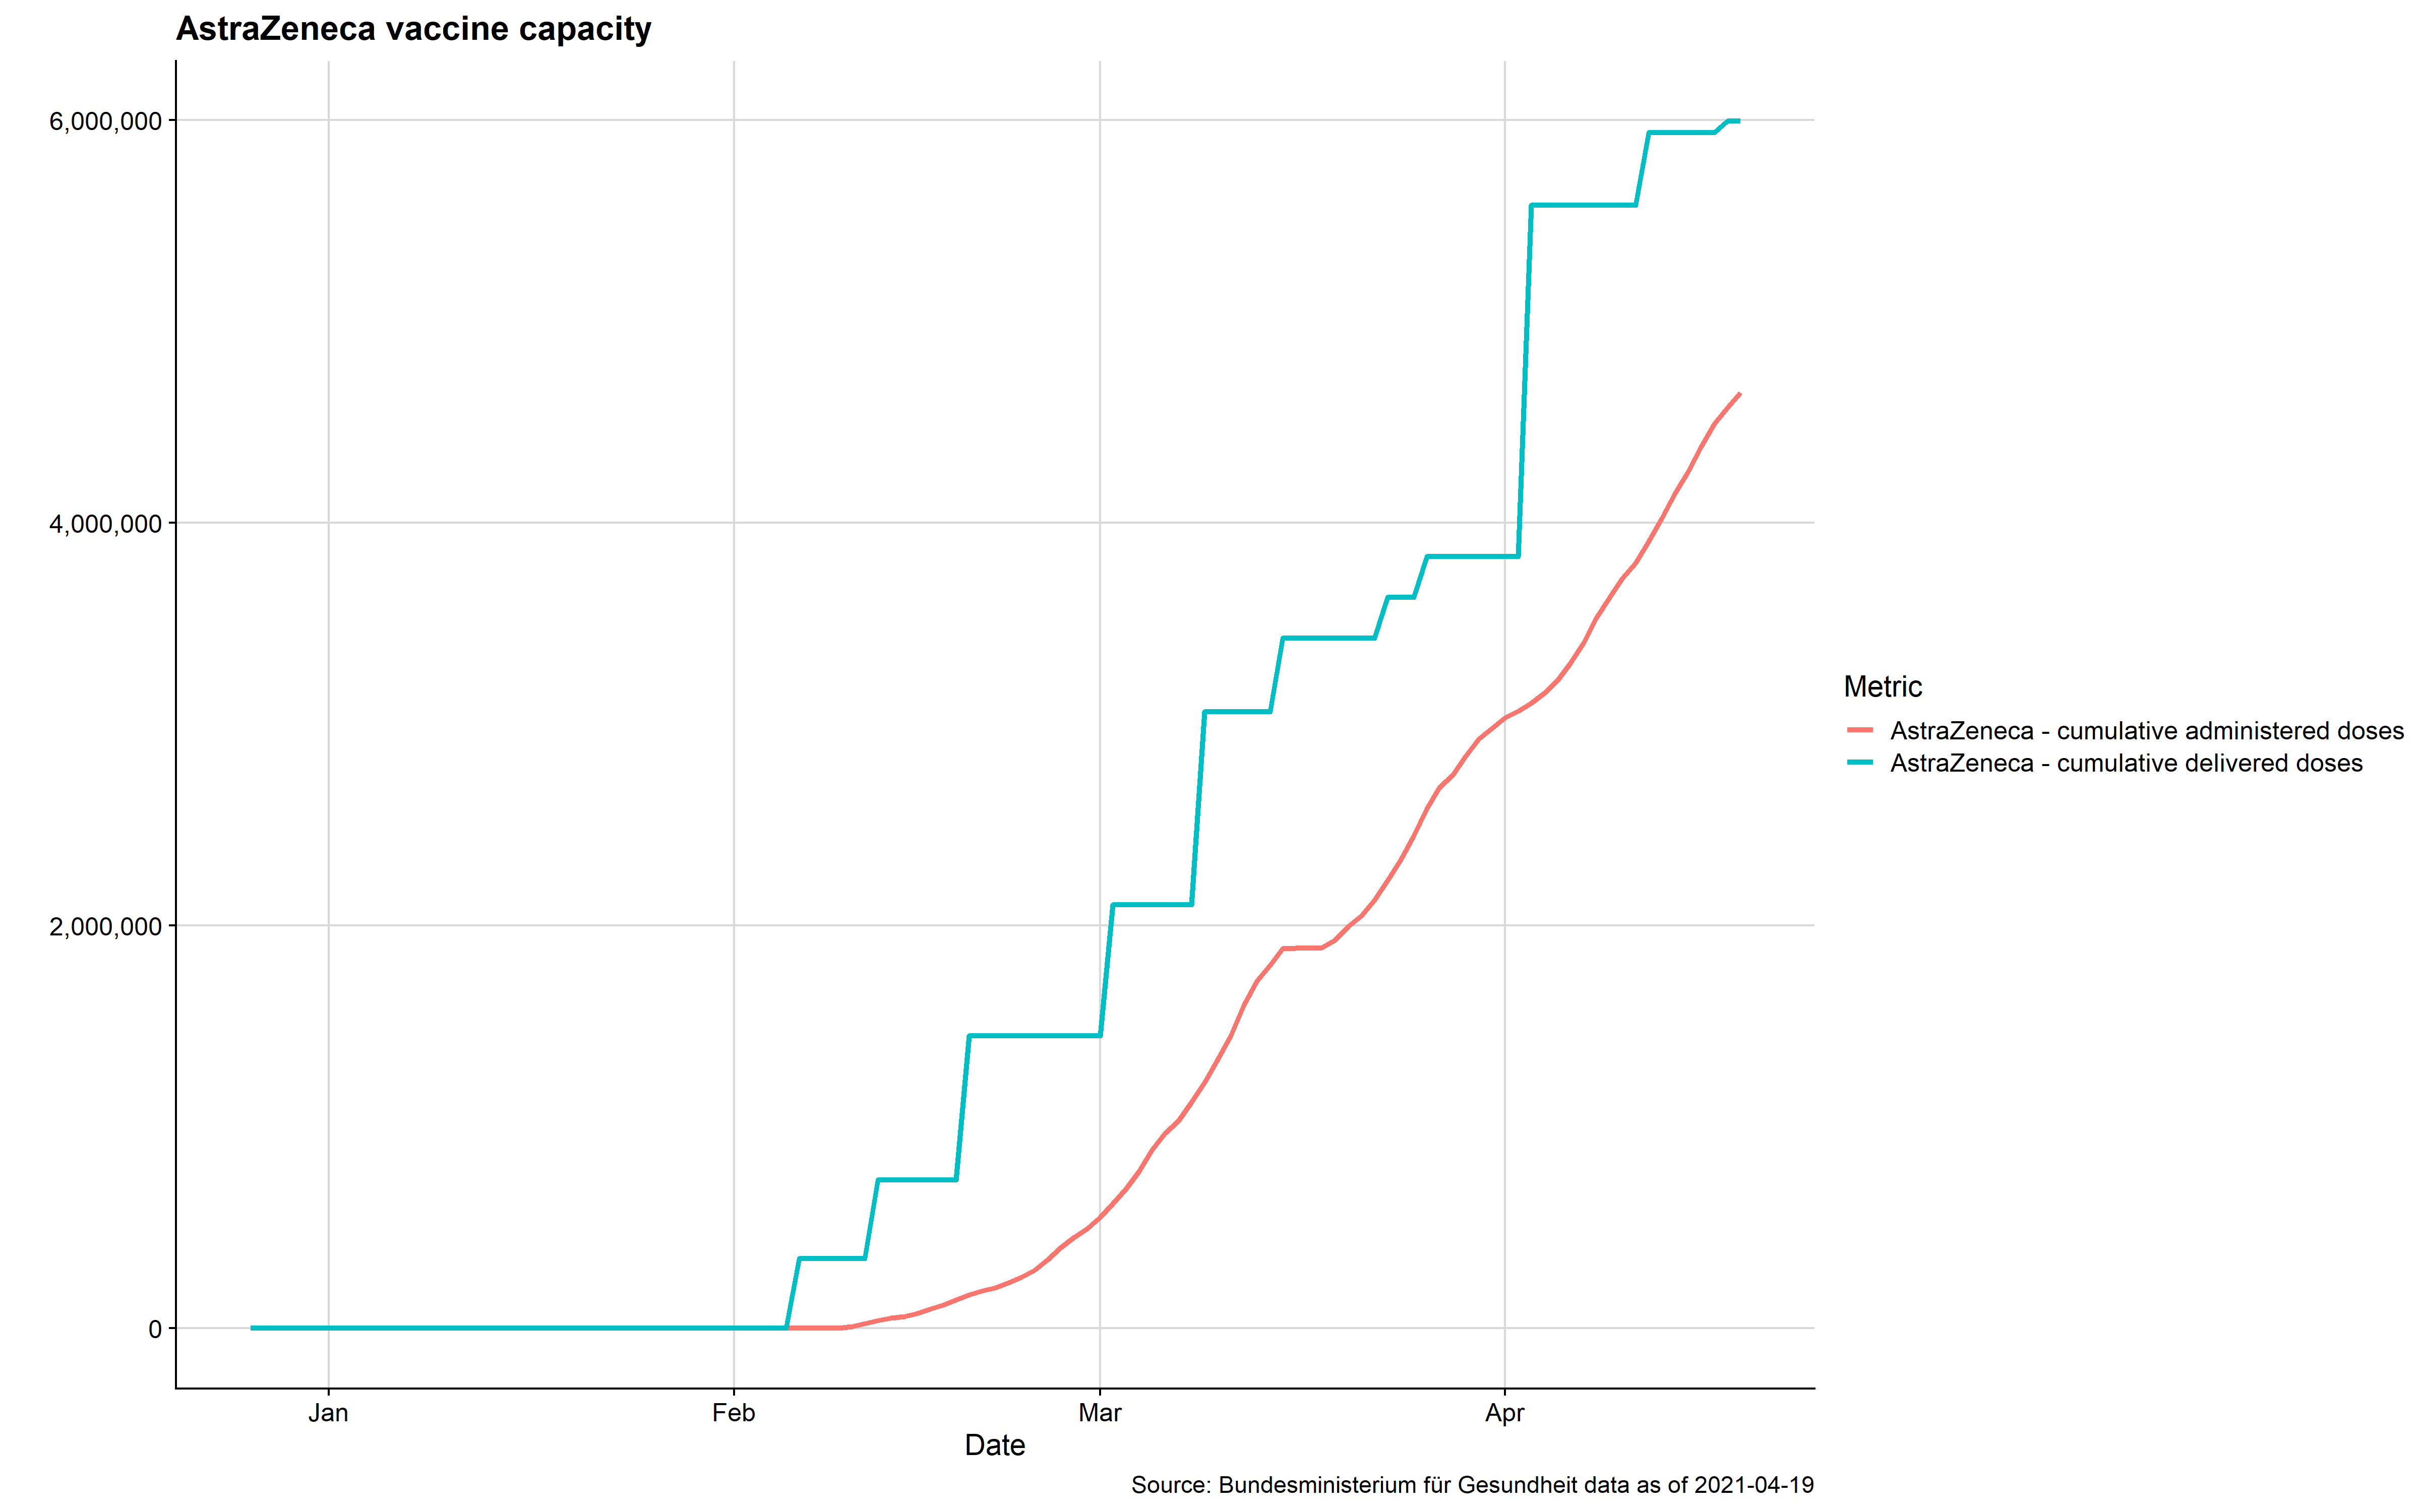 AstraZeneca vaccine capacity
6,000,000
4,000,000
2,000,000
0
Jan Feb Mar Apr
Date
Metric
AstraZeneca - cumulative administered doses
AstraZeneca - cumulative delivered doses
Source: Bundesministerium für Gesundheit data as of 2021-04-19